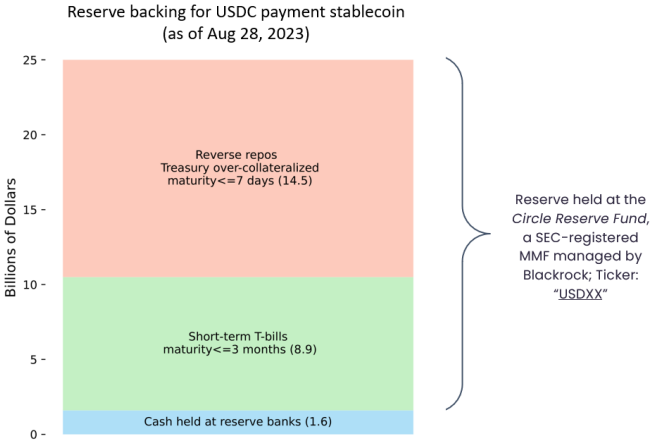 Reserve backing for USDC payment stablecoin
(as of Aug 28, 2023)
25
20
15
10
5
0
Billions of Dollars
Reverse repos
Treasury over-collateralized
maturity<=7 days (14.5)
Short-term T-bills
maturity<=3 months (8.9)
Cash held at reserve banks (1.6)
Reserve held at the
Circle Reserve Fund,
a SEC-registered
MMF managed by
Blackrock; Ticker:
“USDXX”